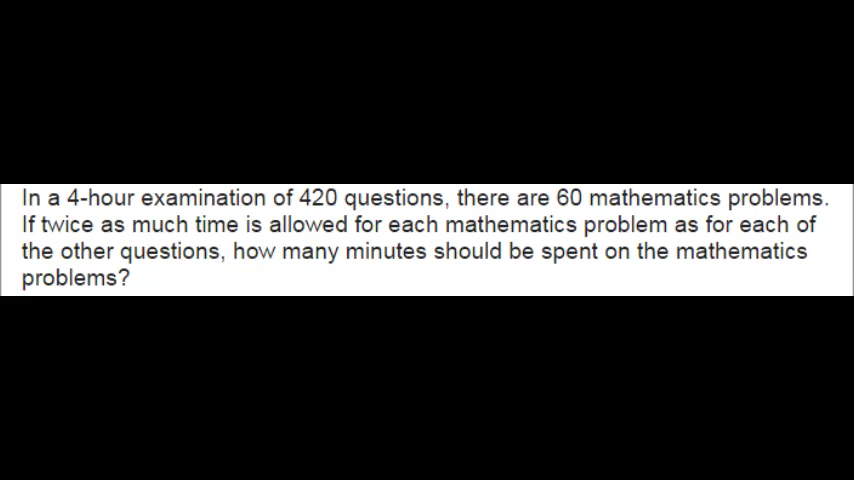 In a 4-hour examination of 420 questions, there are 60 mathematics problems.
If twice as much time is allowed for each mathematics problem as for each of
the other questions, how many minutes should be spent on the mathematics
problems?